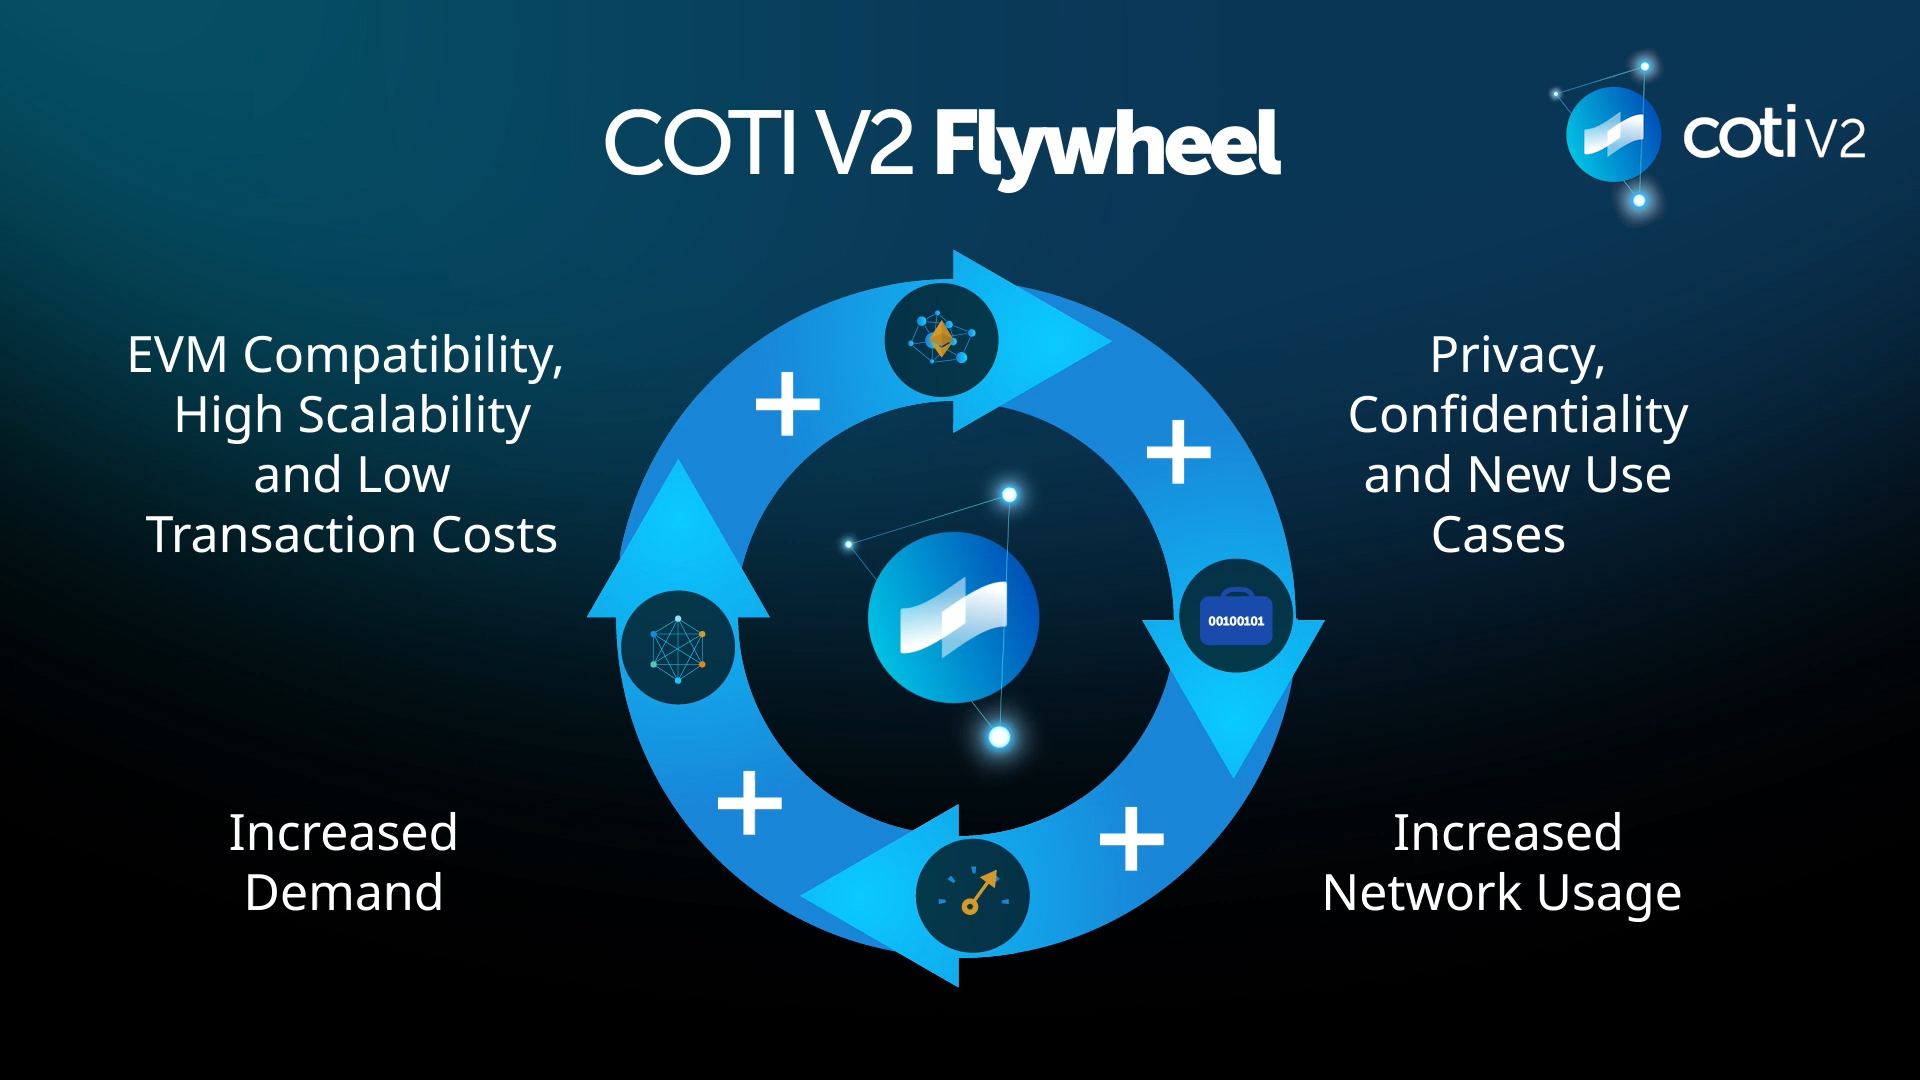 COTI V2 Flywheel
coti V2
EVM Compatibility,
High Scalability
and Low
Transaction Costs
Privacy,
Confidentiality
and New Use
Cases
00100101
Increased
Demand
Increased
Network Usage